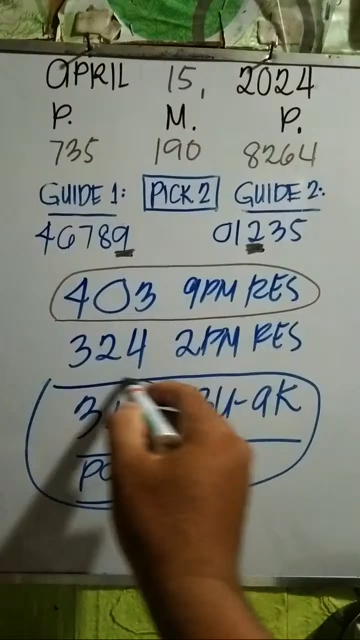 APRIL 15, 2024
P. M. P.
735 190 8264
GUIDE 1: PICK 2 GUIDE 2:
46789 01235
403 9PM RES
324 2PM RES